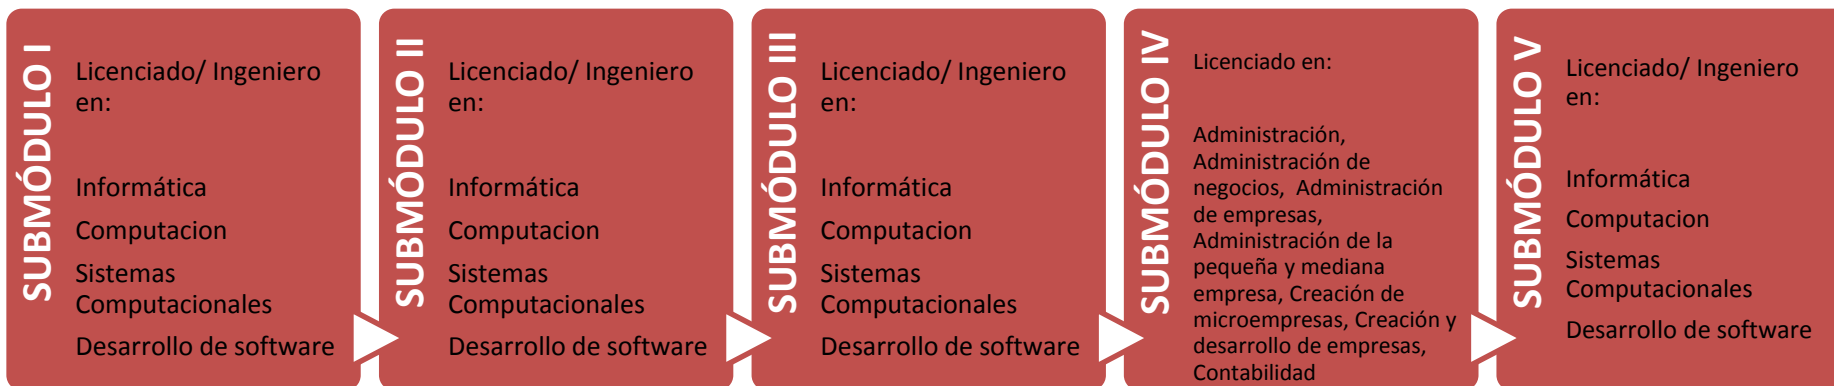 SUBMÓDULO I
Licenciado/ Ingeniero
en:
Informática
Computacion
Sistemas
Computacionales
Desarrollo de software
SUBMÓDULO II
Licenciado/ Ingeniero
en:
Informática
Computacion
Sistemas
Computacionales
Desarrollo de software
SUBMÓDULO III
Licenciado/ Ingeniero
en:
Informática
Computacion
Sistemas
Computacionales
Desarrollo de software
SUBMÓDULO IV
Licenciado en:
Administración,
Administración de
negocios, Administración
de empresas,
Administración de la
pequeña y mediana
empresa, Creación de
microempresas, Creación y
desarrollo de empresas,
Contabilidad
SUBMÓDULO V
Licenciado/ Ingeniero
en:
Informática
Computacion
Sistemas
Computacionales
Desarrollo de software